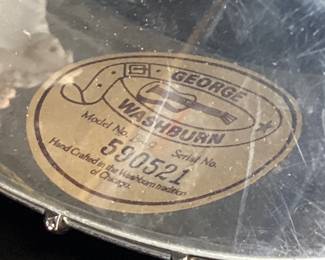 GEORGE
WASHBURN
Model No.
Serial No.
590521
Hand Crafted in the Washburn tradition
of Chicago.